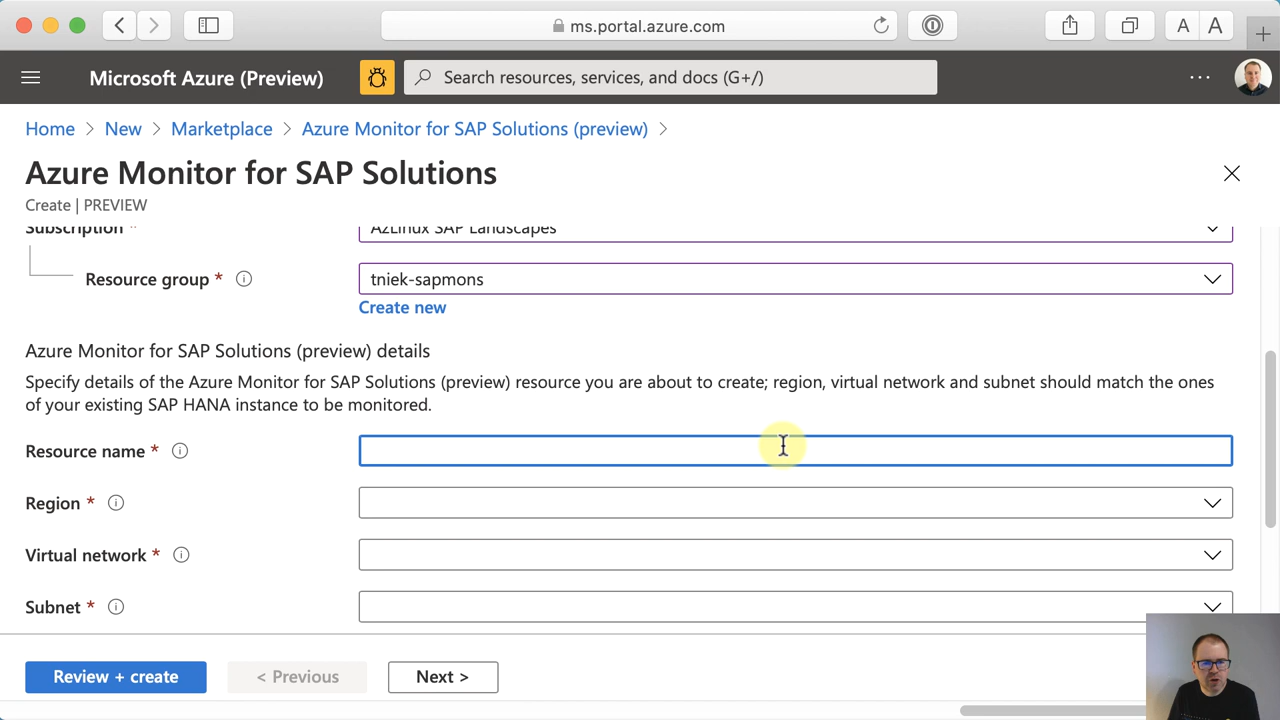 ms.portal.azure.com
A A
Microsoft Azure (Preview)
Search resources, services, and docs (G+/)
Home > New > Marketplace > Azure Monitor for SAP Solutions (preview) >
Azure Monitor for SAP Solutions
Create | PREVIEW
Subscription * AzLinux SAP Landscapes
Resource group * tniek-sapmons
Create new
Azure Monitor for SAP Solutions (preview) details
Specify details of the Azure Monitor for SAP Solutions (preview) resource you are about to create; region, virtual network and subnet should match the ones
of your existing SAP HANA instance to be monitored.
Resource name *
Region *
Virtual network *
Subnet *
Review + create < Previous Next >